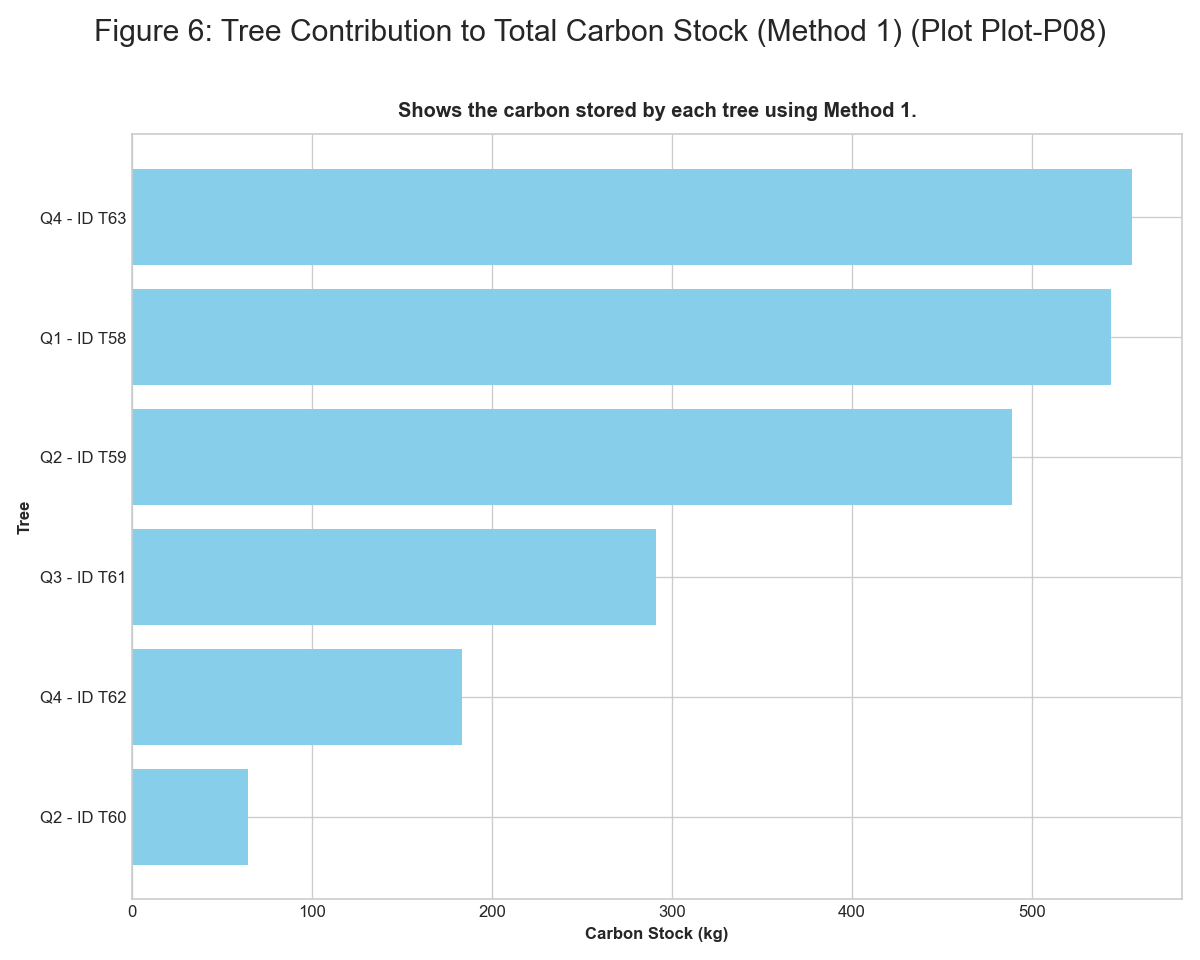 Figure 6: Tree Contribution to Total Carbon Stock (Method 1) (Plot Plot-P08)
Shows the carbon stored by each tree using Method 1.
Tree
Q4 - ID T63
Q1 - ID T58
Q2 - ID T59
Q3 - ID T61
Q4 - ID T62
Q2 - ID T60
0 100 200 300 400 500
Carbon Stock (kg)